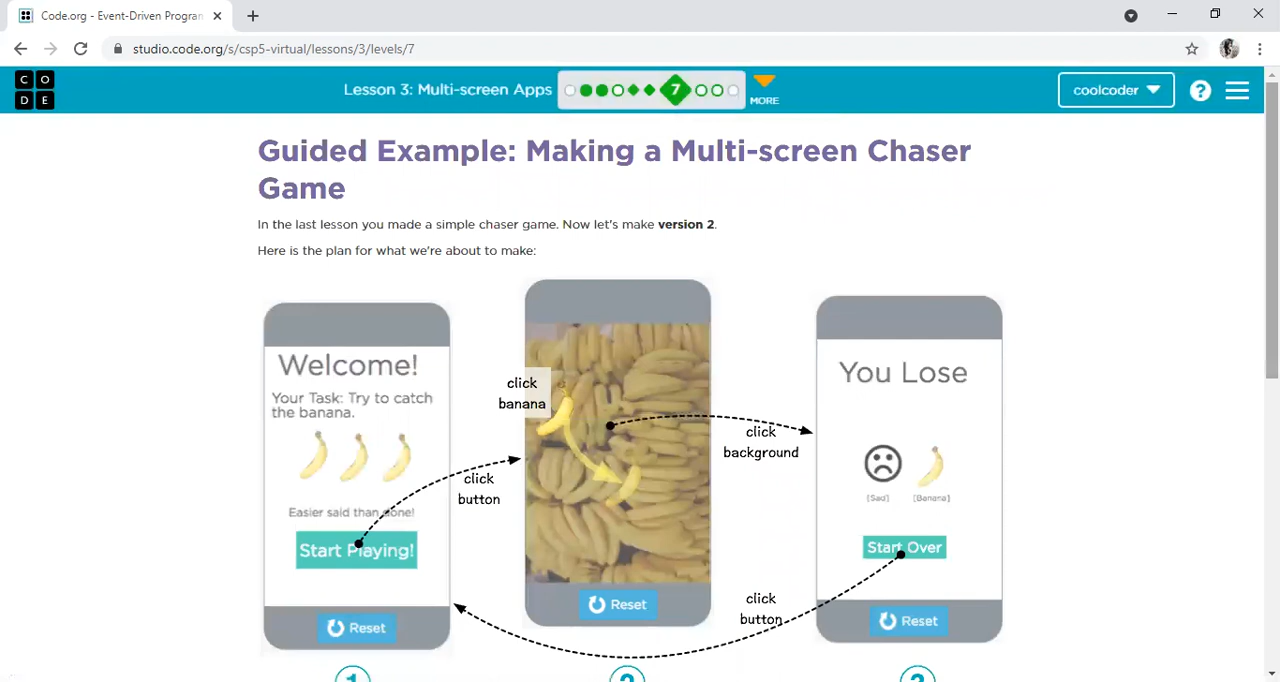 Code.org - Event-Driven Progran
studio.code.org/s/csp5-virtual/lessons/3/levels/7
C O
D E
Lesson 3: Multi-screen Apps
7
MORE
coolcoder
?
Guided Example: Making a Multi-screen Chaser
Game
In the last lesson you made a simple chaser game. Now let's make version 2.
Here is the plan for what we're about to make:
Welcome!
Your Task: Try to catch
the banana.
Easier said than done!
Start Playing!
Reset
click
button
click
banana
Reset
click
background
You Lose
[Sad] [Banana]
Start Over
click
button
Reset
1
2
3